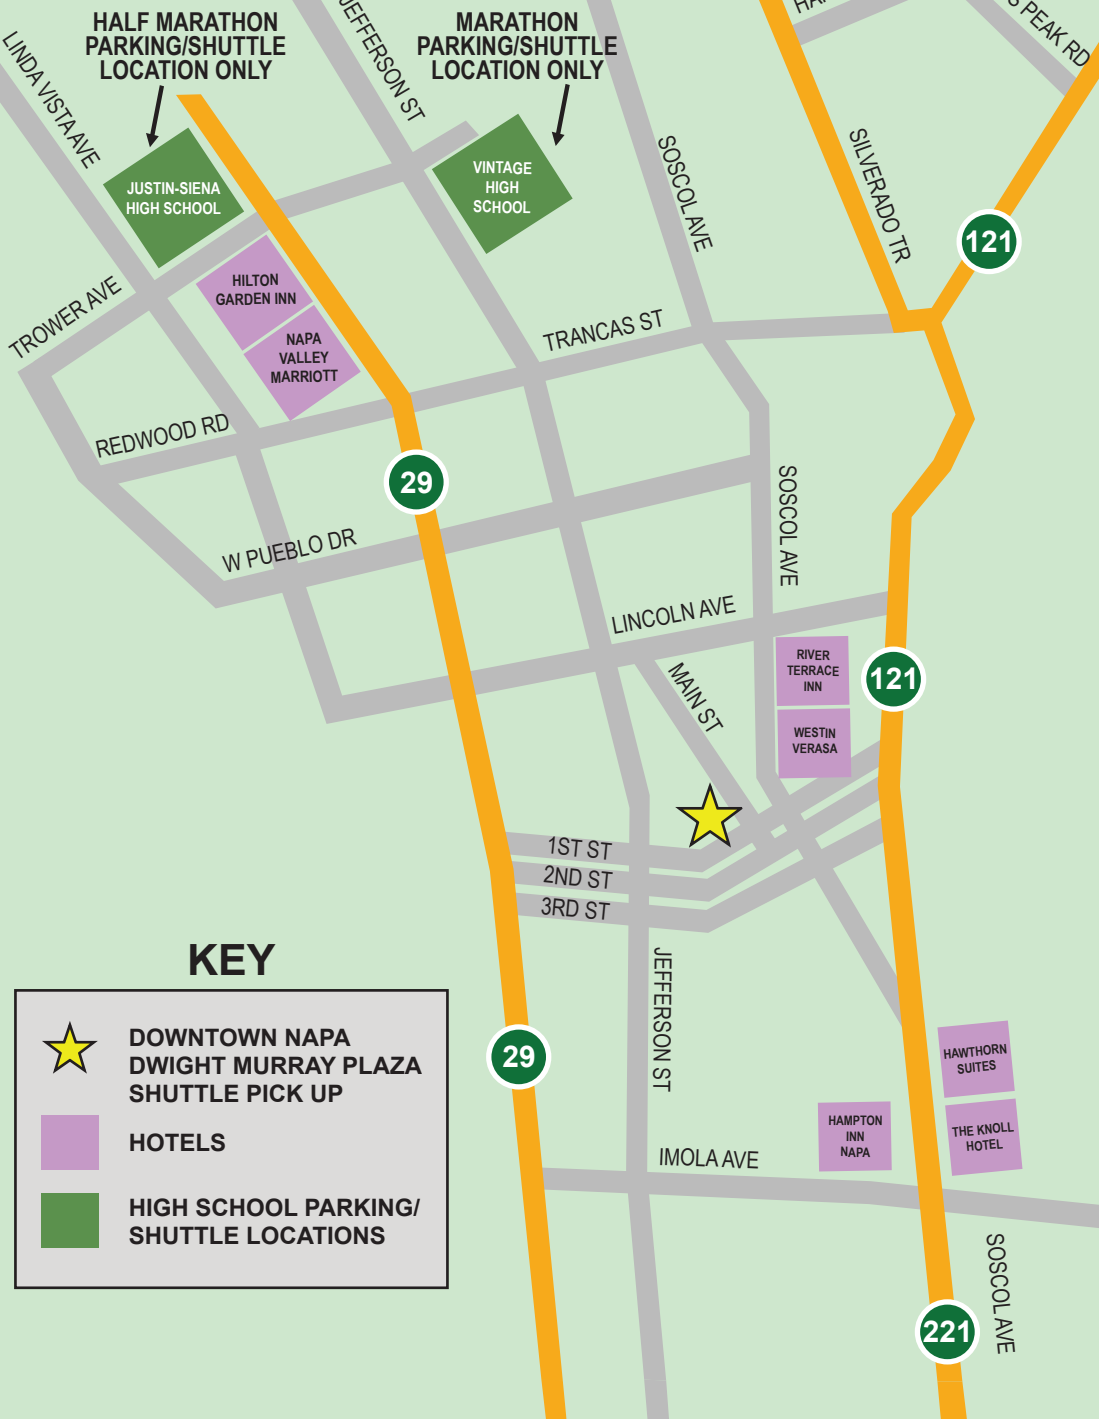 HALF MARATHON
PARKING/SHUTTLE
LOCATION ONLY
MARATHON
PARKING/SHUTTLE
LOCATION ONLY
LINDA VISTA AVE
JEFFERSON ST
SOSCOL AVE
SILVERADO TR
PEAK RD
121
JUSTIN-SIENA
HIGH SCHOOL
VINTAGE
HIGH
SCHOOL
TROWER AVE
HILTON
GARDEN INN
NAPA
VALLEY
MARRIOTT
TRANCAS ST
REDWOOD RD
29
W PUEBLO DR
SOSCOL AVE
LINCOLN AVE
MAIN ST
RIVER
TERRACE
INN
121
WESTIN
VERASA
1ST ST
2ND ST
3RD ST
JEFFERSON ST
29
HAWTHORN
SUITES
HAMPTON
INN
NAPA
THE KNOLL
HOTEL
IMOLA AVE
SOSCOL AVE
221
KEY
DOWNTOWN NAPA
DWIGHT MURRAY PLAZA
SHUTTLE PICK UP
HOTELS
HIGH SCHOOL PARKING/
SHUTTLE LOCATIONS